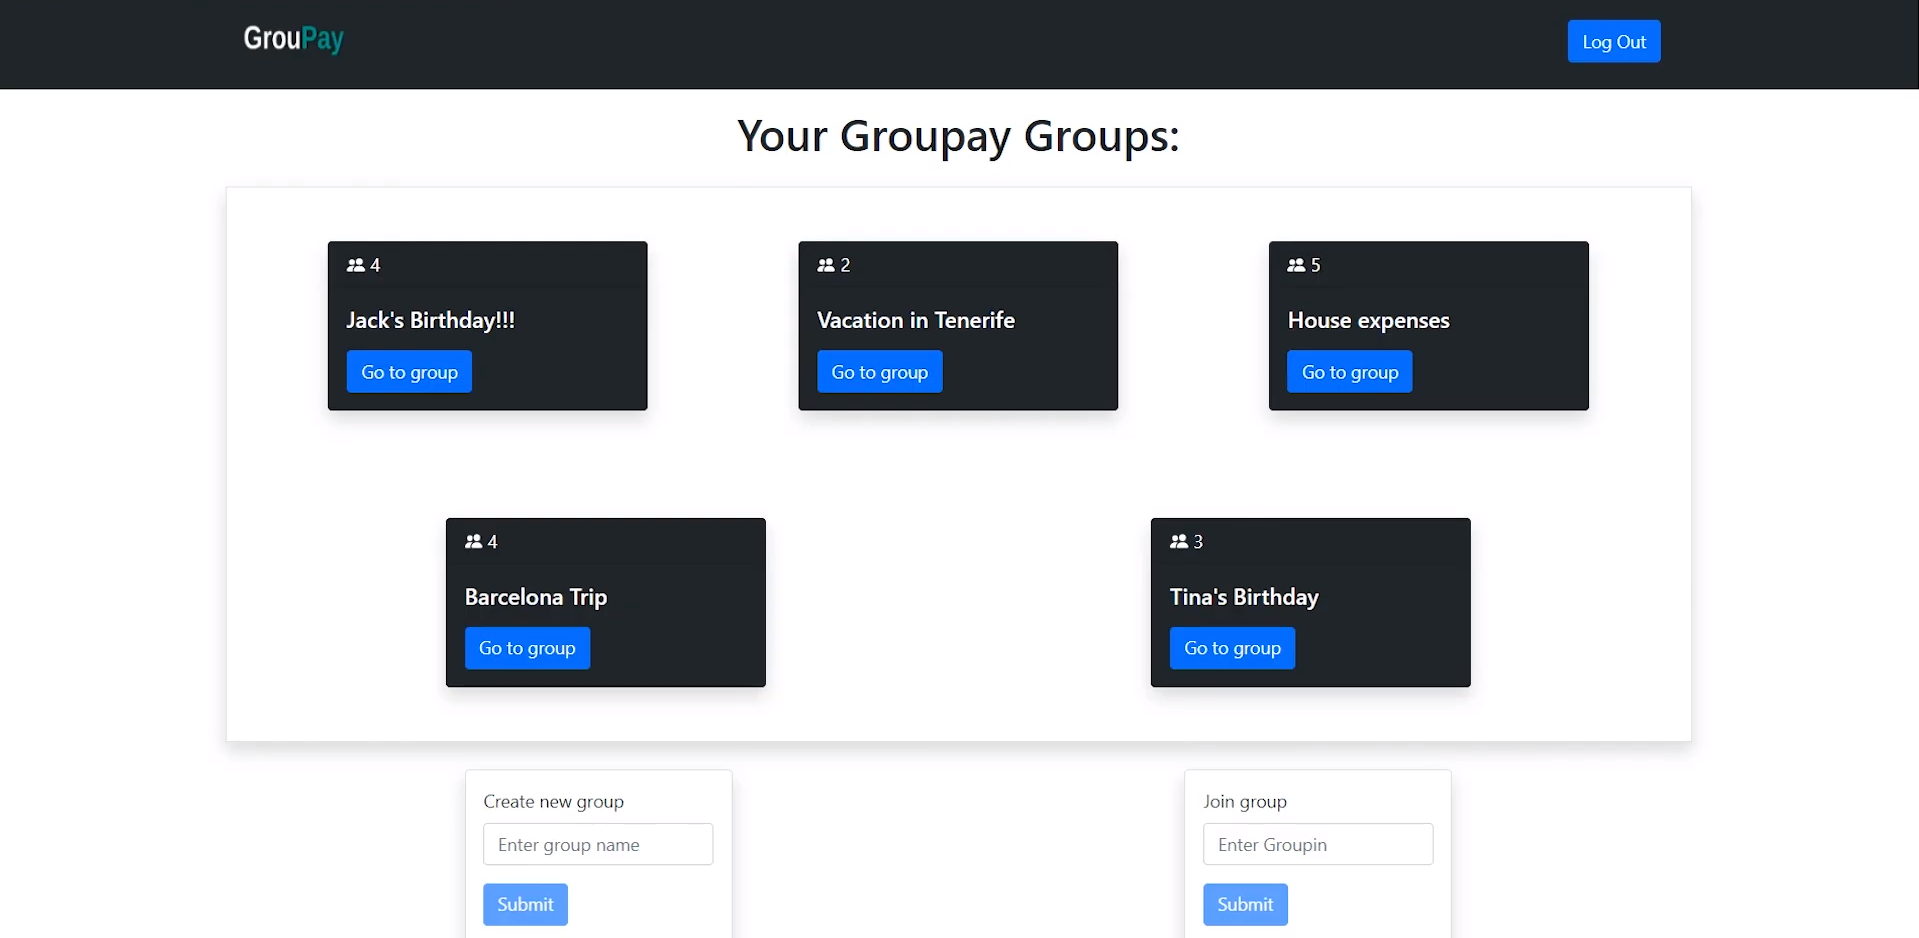 GrouPay
Log Out
Your Groupay Groups:
4
2
5
Jack's Birthday!!!
Vacation in Tenerife
House expenses
Go to group
Go to group
Go to group
4
3
Barcelona Trip
Tina's Birthday
Go to group
Go to group
Create new group
Join group
Enter group name
Enter Groupin
Submit
Submit